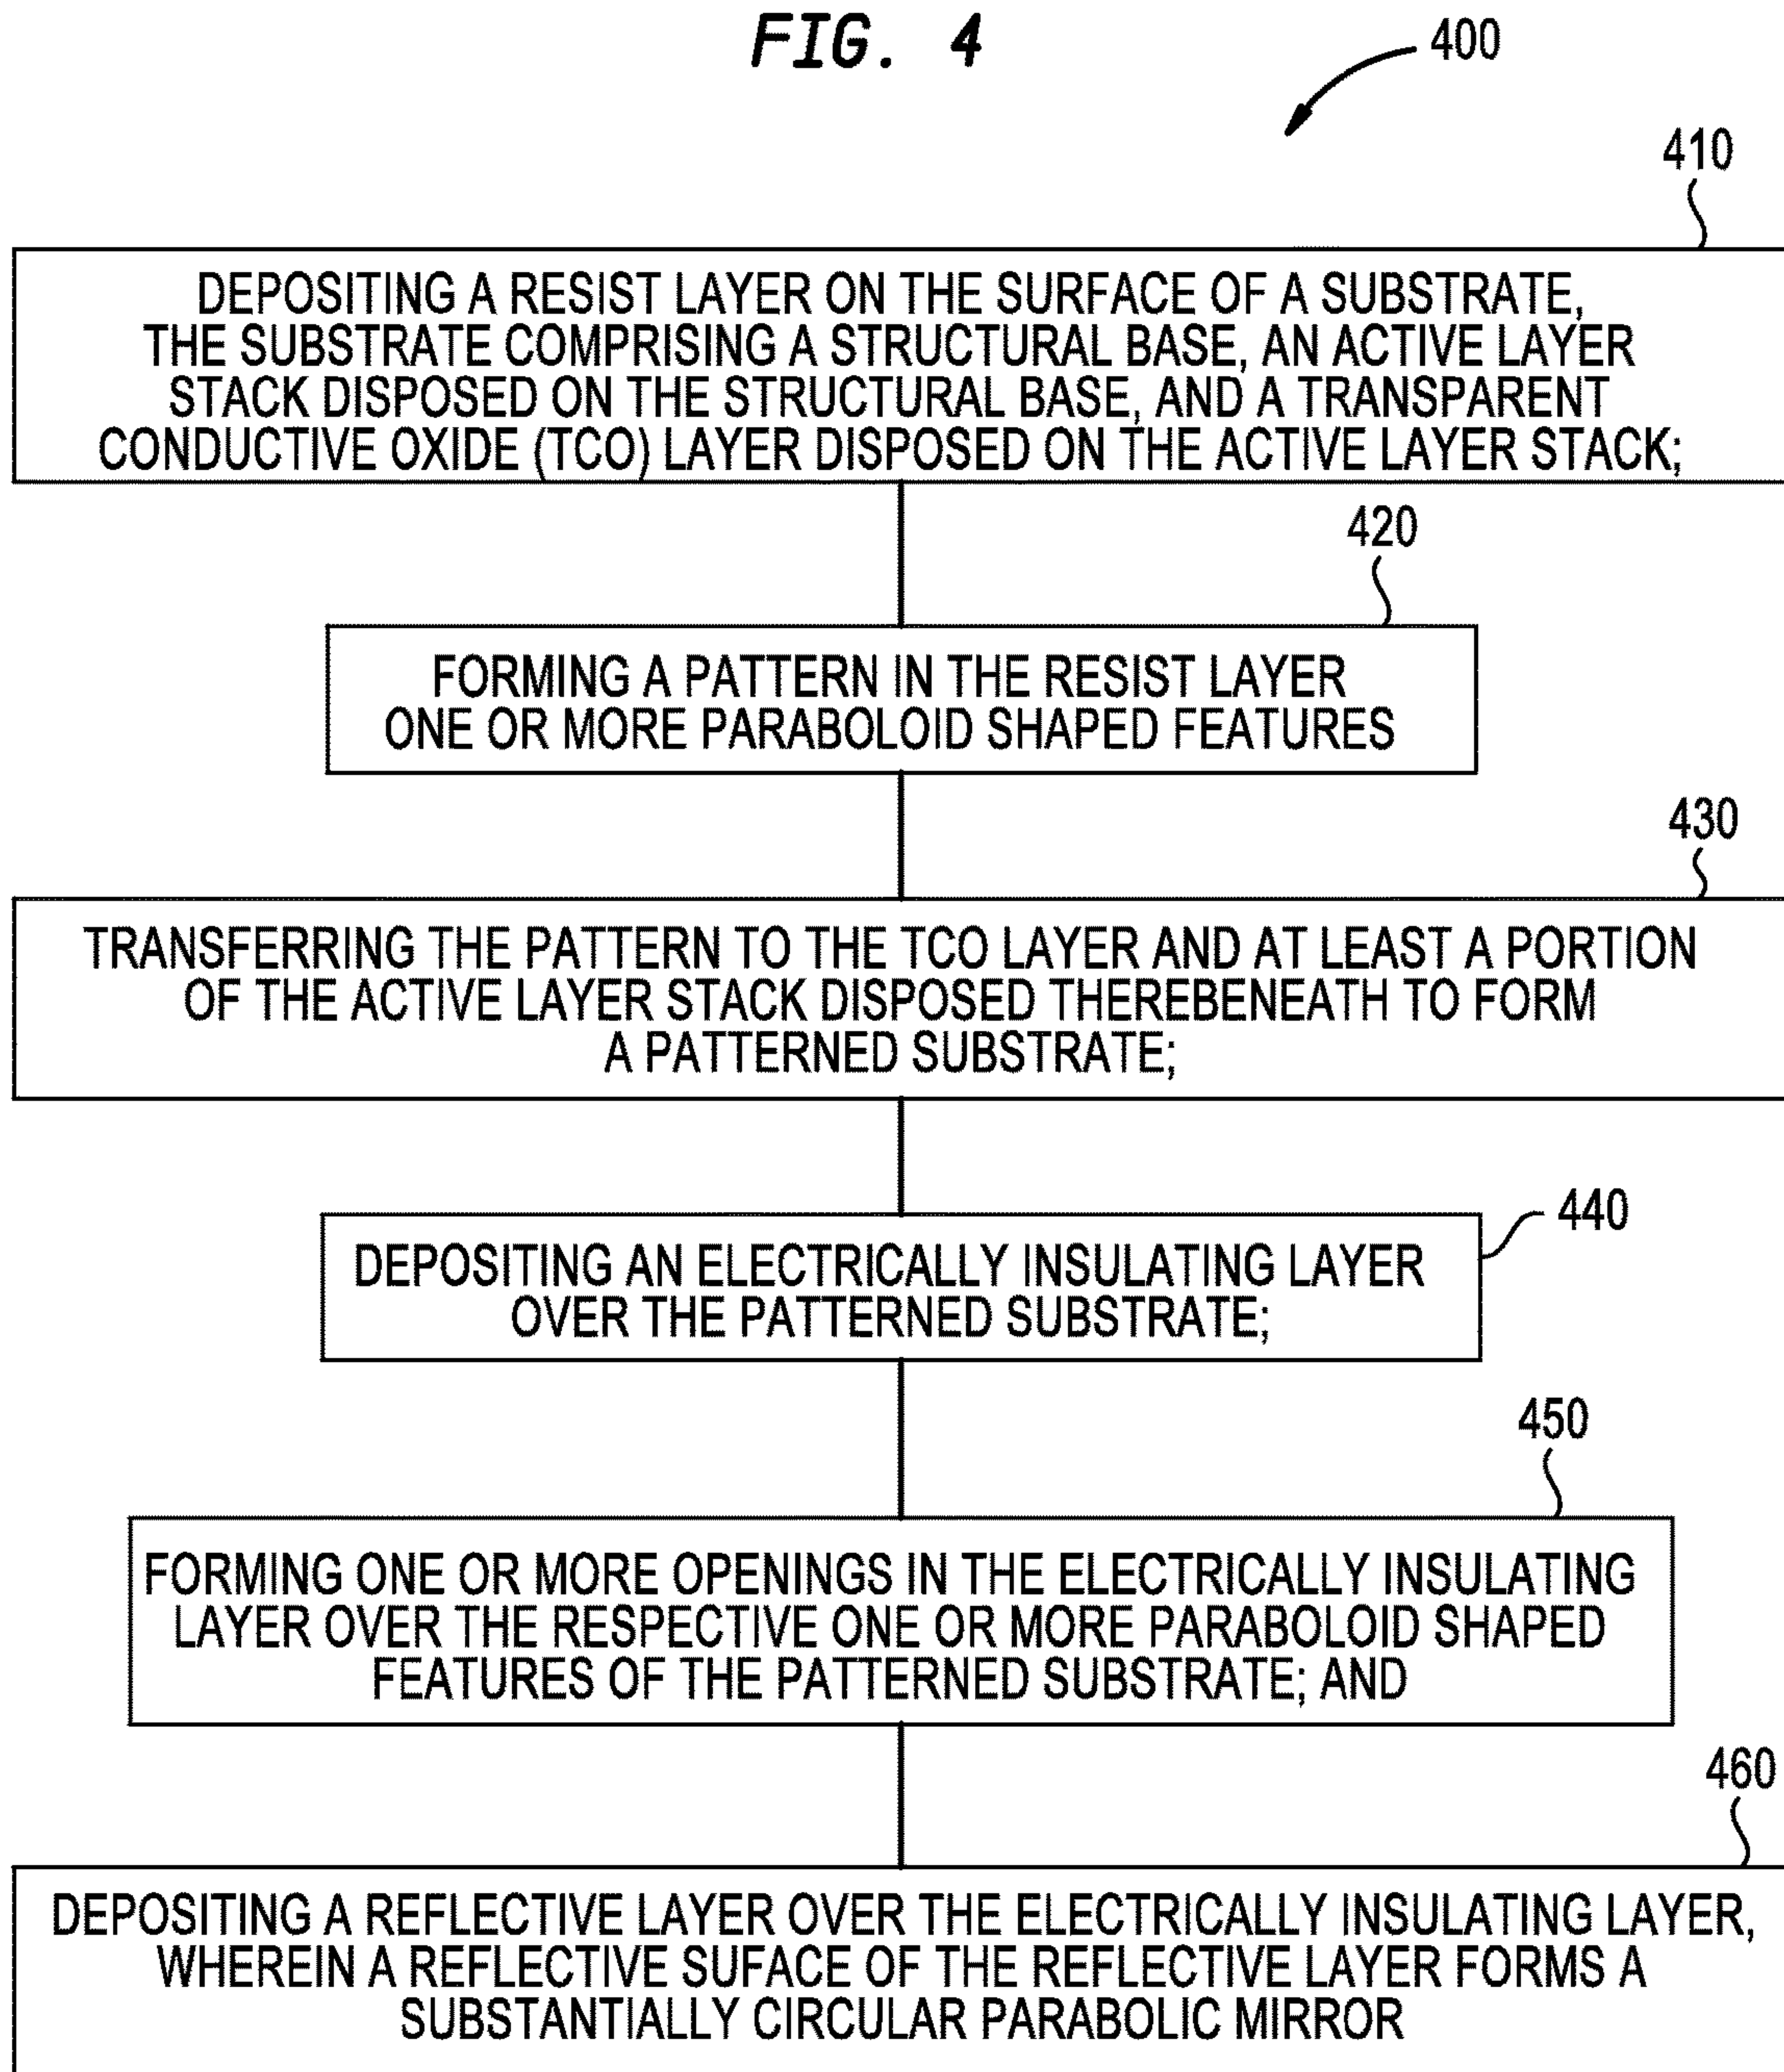 FIG. 4
400
410
DEPOSITING A RESIST LAYER ON THE SURFACE OF A SUBSTRATE,
THE SUBSTRATE COMPRISING A STRUCTURAL BASE, AN ACTIVE LAYER
STACK DISPOSED ON THE STRUCTURAL BASE, AND A TRANSPARENT
CONDUCTIVE OXIDE (TCO) LAYER DISPOSED ON THE ACTIVE LAYER STACK;
420
FORMING A PATTERN IN THE RESIST LAYER
ONE OR MORE PARABOLOID SHAPED FEATURES
430
TRANSFERRING THE PATTERN TO THE TCO LAYER AND AT LEAST A PORTION
OF THE ACTIVE LAYER STACK DISPOSED THEREBENEATH TO FORM
A PATTERNED SUBSTRATE;
440
DEPOSITING AN ELECTRICALLY INSULATING LAYER
OVER THE PATTERNED SUBSTRATE;
450
FORMING ONE OR MORE OPENINGS IN THE ELECTRICALLY INSULATING
LAYER OVER THE RESPECTIVE ONE OR MORE PARABOLOID SHAPED
FEATURES OF THE PATTERNED SUBSTRATE; AND
460
DEPOSITING A REFLECTIVE LAYER OVER THE ELECTRICALLY INSULATING LAYER,
WHEREIN A REFLECTIVE SUFACE OF THE REFLECTIVE LAYER FORMS A
SUBSTANTIALLY CIRCULAR PARABOLIC MIRROR